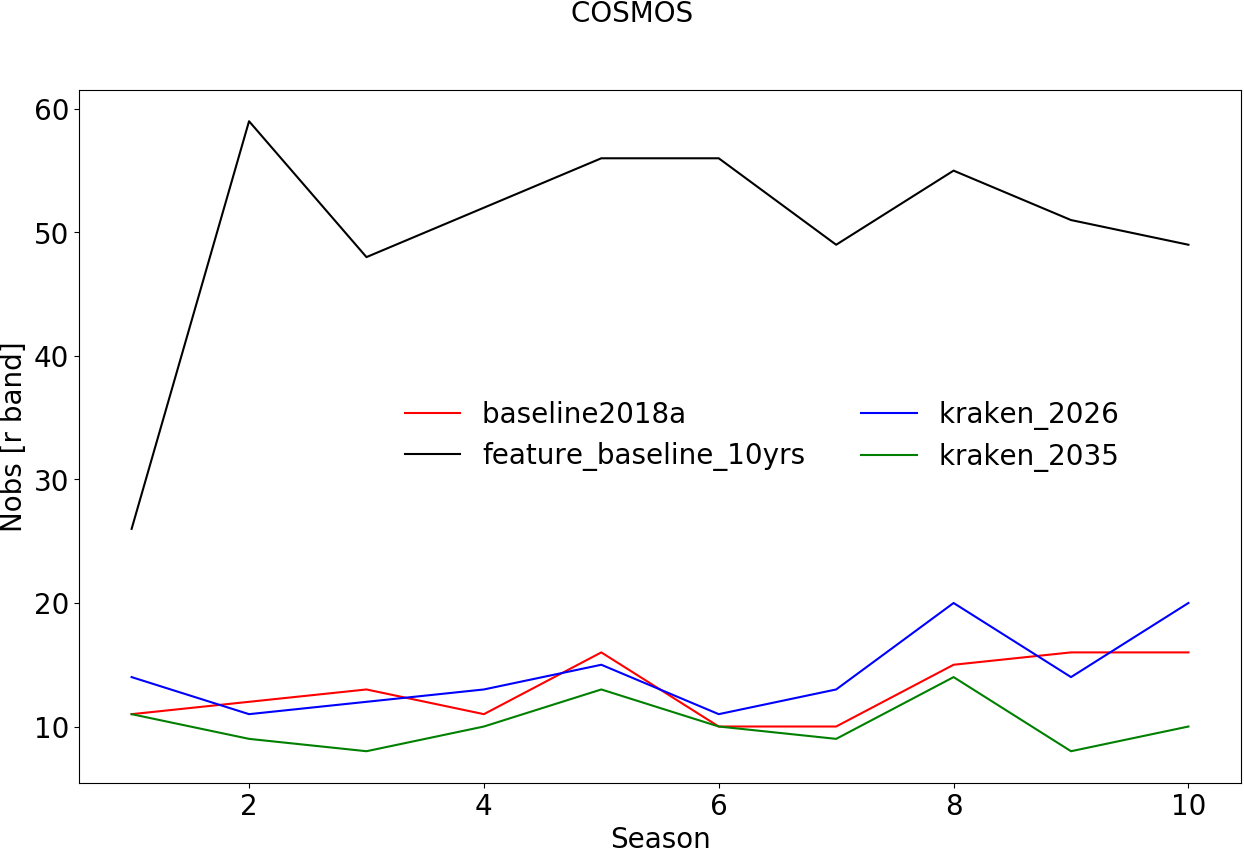 COSMOS
60
50
40
30
20
10
Nobs [r band]
baseline2018a
feature_baseline_10yrs
kraken_2026
kraken_2035
2 4 6 8 10
Season